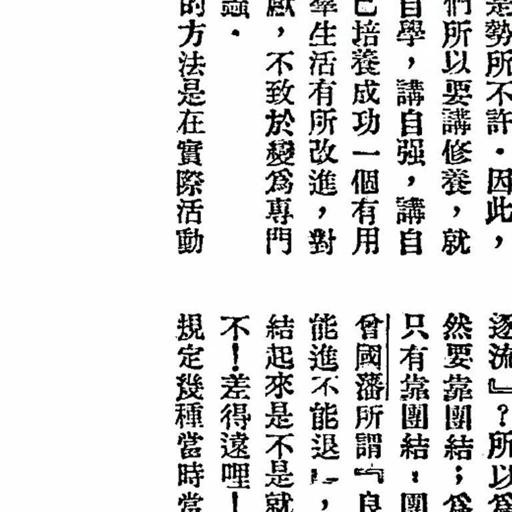 是勢所不許．因此，
們所以要講修養，就
自學，講自强，講自
己培養成功一個有用
羣生活有所改進，對
獻，不致於變爲專門
蟲．
的方法是在實際活動
逐流』？所以爲
然要靠團結；爲
只有靠團結．團
曾國藩所謂『良
能進不能退』，
結起來是不是就
不！差得遠哩！
規定幾種當時當